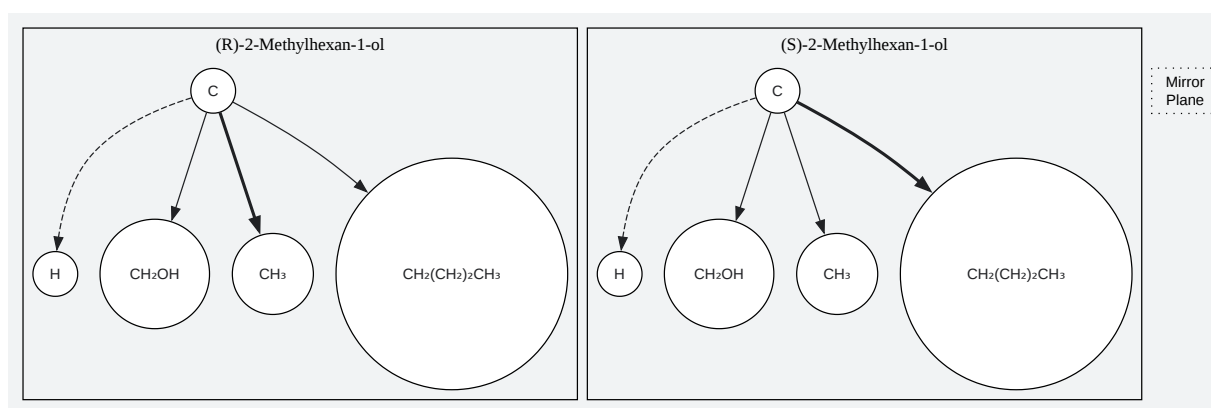 (R)-2-Methylhexan-1-ol
C
H
CH₂OH
CH₃
CH₂(CH₂)₂CH₃
(S)-2-Methylhexan-1-ol
C
H
CH₂OH
CH₃
CH₂(CH₂)₂CH₃
Mirror
Plane